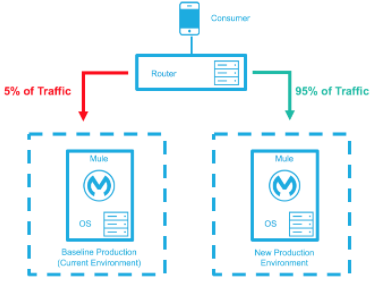 Consumer
Router
5% of Traffic
95% of Traffic
Mule
OS
Baseline Production
(Current Environment)
Mule
OS
New Production
Environment